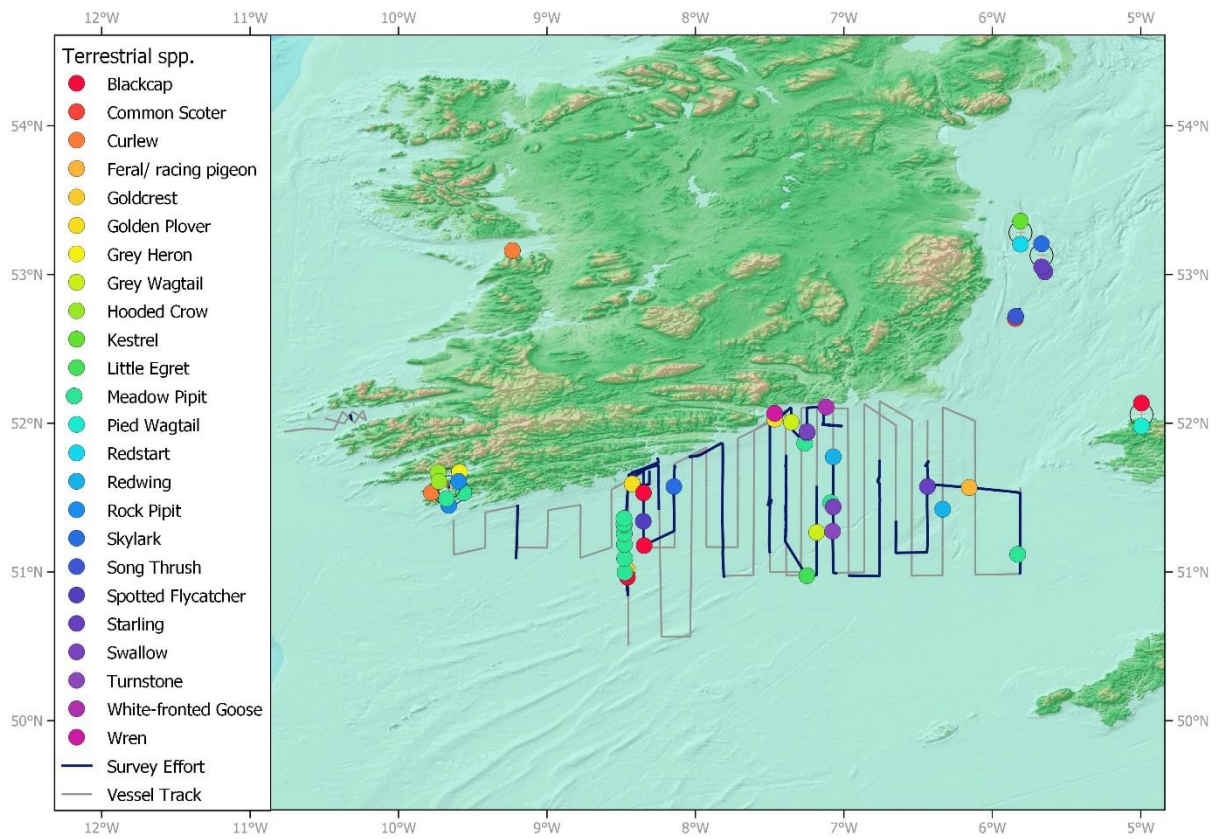 12°W 11°W 10°W 9°W 8°W 7°W 6°W 5°W
Terrestrial spp.
Blackcap
Common Scoter
Curlew
Feral/ racing pigeon
Goldcrest
Golden Plover
Grey Heron
Grey Wagtail
Hooded Crow
Kestrel
Little Egret
Meadow Pipit
Pied Wagtail
Redstart
Redwing
Rock Pipit
Skylark
Song Thrush
Spotted Flycatcher
Starling
Swallow
Turnstone
White-fronted Goose
Wren
Survey Effort
Vessel Track
54°N 54°N
53°N 53°N
52°N 52°N
51°N 51°N
50°N 50°N
12°W 11°W 10°W 9°W 8°W 7°W 6°W 5°W